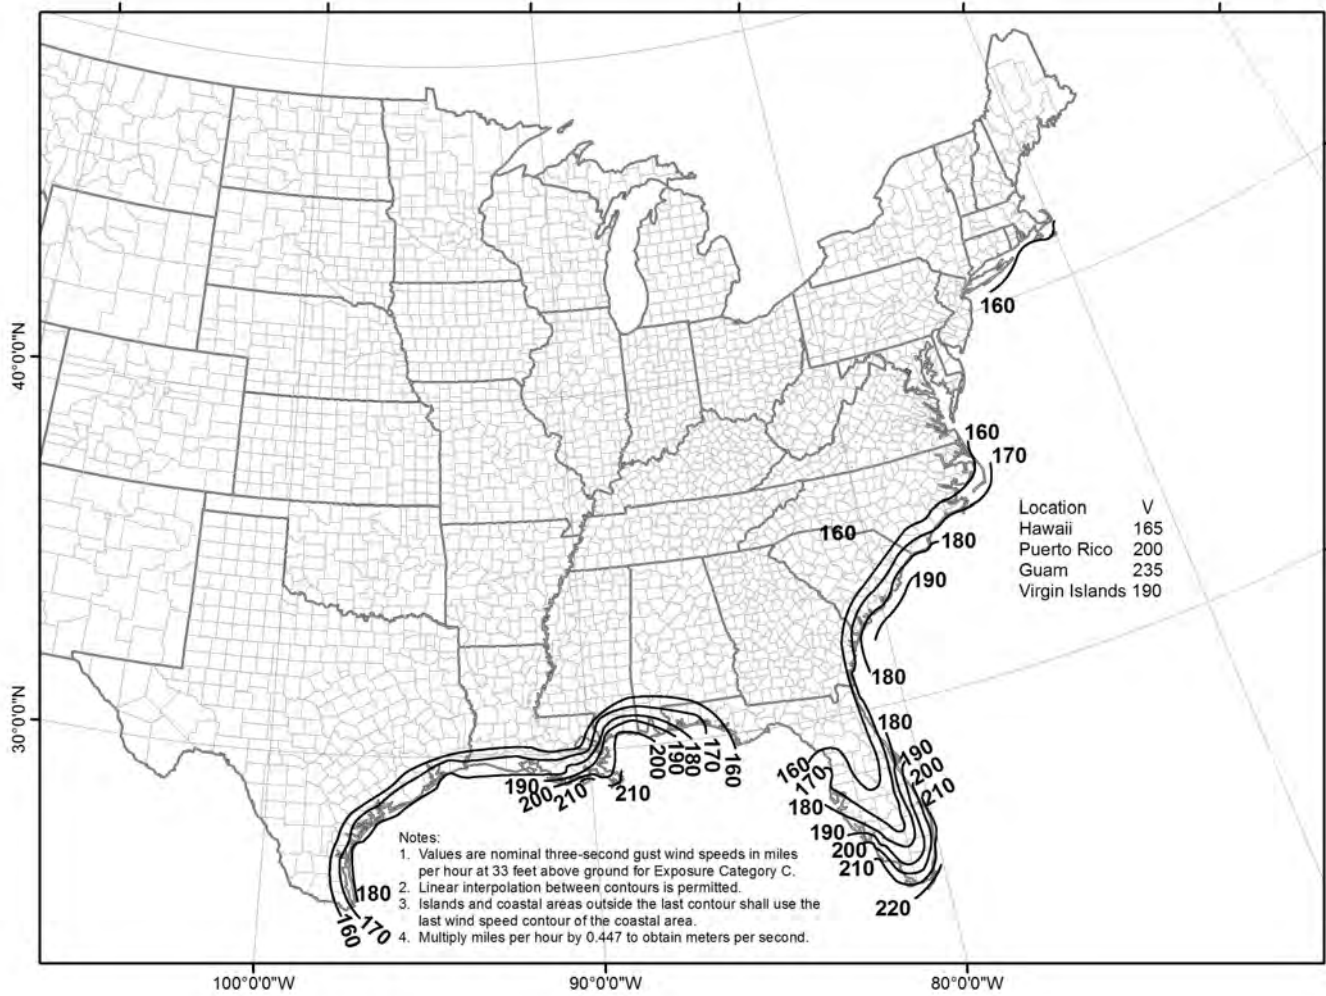 160
40°0'0"N
160
170
Location V
Hawaii 165
Puerto Rico 200
Guam 235
Virgin Islands 190
160
180
190
180
30°0'0"N
180
190
200
210
160
170
180
190
200
160
170
180
190
200
210
190
200
210
210
220
180
170
160
Notes:
1. Values are nominal three-second gust wind speeds in miles
per hour at 33 feet above ground for Exposure Category C.
2. Linear interpolation between contours is permitted.
3. Islands and coastal areas outside the last contour shall use the
last wind speed contour of the coastal area.
4. Multiply miles per hour by 0.447 to obtain meters per second.
100°0'0"W
90°0'0"W
80°0'0"W